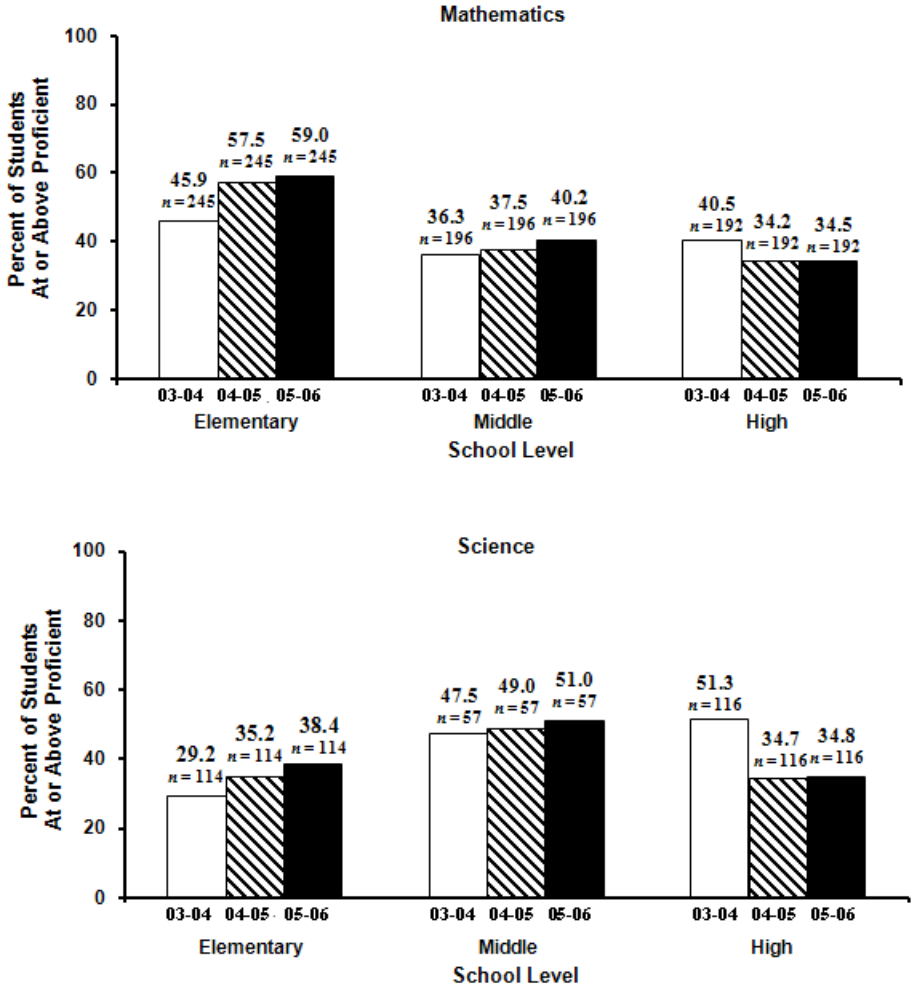 Mathematics
Percent of Students
At or Above Proficient
100
80
60
40
20
0
45.9
n=245
57.5
n=245
59.0
n=245
36.3
n=196
37.5
n=196
40.2
n=196
40.5
n=192
34.2
n=192
34.5
n=192
03-04 04-05 05-06 03-04 04-05 05-06 03-04 04-05 05-06
Elementary Middle High
School Level
Science
Percent of Students
At or Above Proficient
100
80
60
40
20
0
29.2
n=114
35.2
n=114
38.4
n=114
47.5
n=57
49.0
n=57
51.0
n=57
51.3
n=116
34.7
n=116
34.8
n=116
03-04 04-05 05-06 03-04 04-05 05-06 03-04 04-05 05-06
Elementary Middle High
School Level